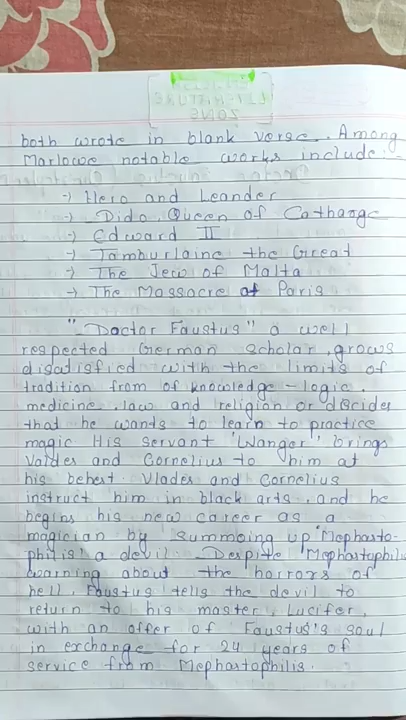 both wrote in blank verse. Among
Marlowe notable works include:-
→ Hero and Leander
→ Dido, Queen of Cathange
→ Edward II
→ Tamburlaine the Great
→ The Jew of Malta
→ The Massacre at Paris
"Doctor Faustus" a well
respected German scholar, grows
disatisfied with the limits of
tradition from of knowledge - logic,
medicine, law and religion or decides
that he wants to learn to practice
magic His servant 'Wanger' brings
Valdes and Cornelius to him at
his behest. Vlades and Cornelius
instruct him in black arts, and he
begins his new career as a
magician by summoing up "Mephasto-
philis' a devil. Despite Mephastophilis
warning about the horrors of
hell, Faustus tells the devil to
return to his master, Lucifer,
with an offer of Faustus's soul
in exchange for 24 years of
service from Mephastophilis.